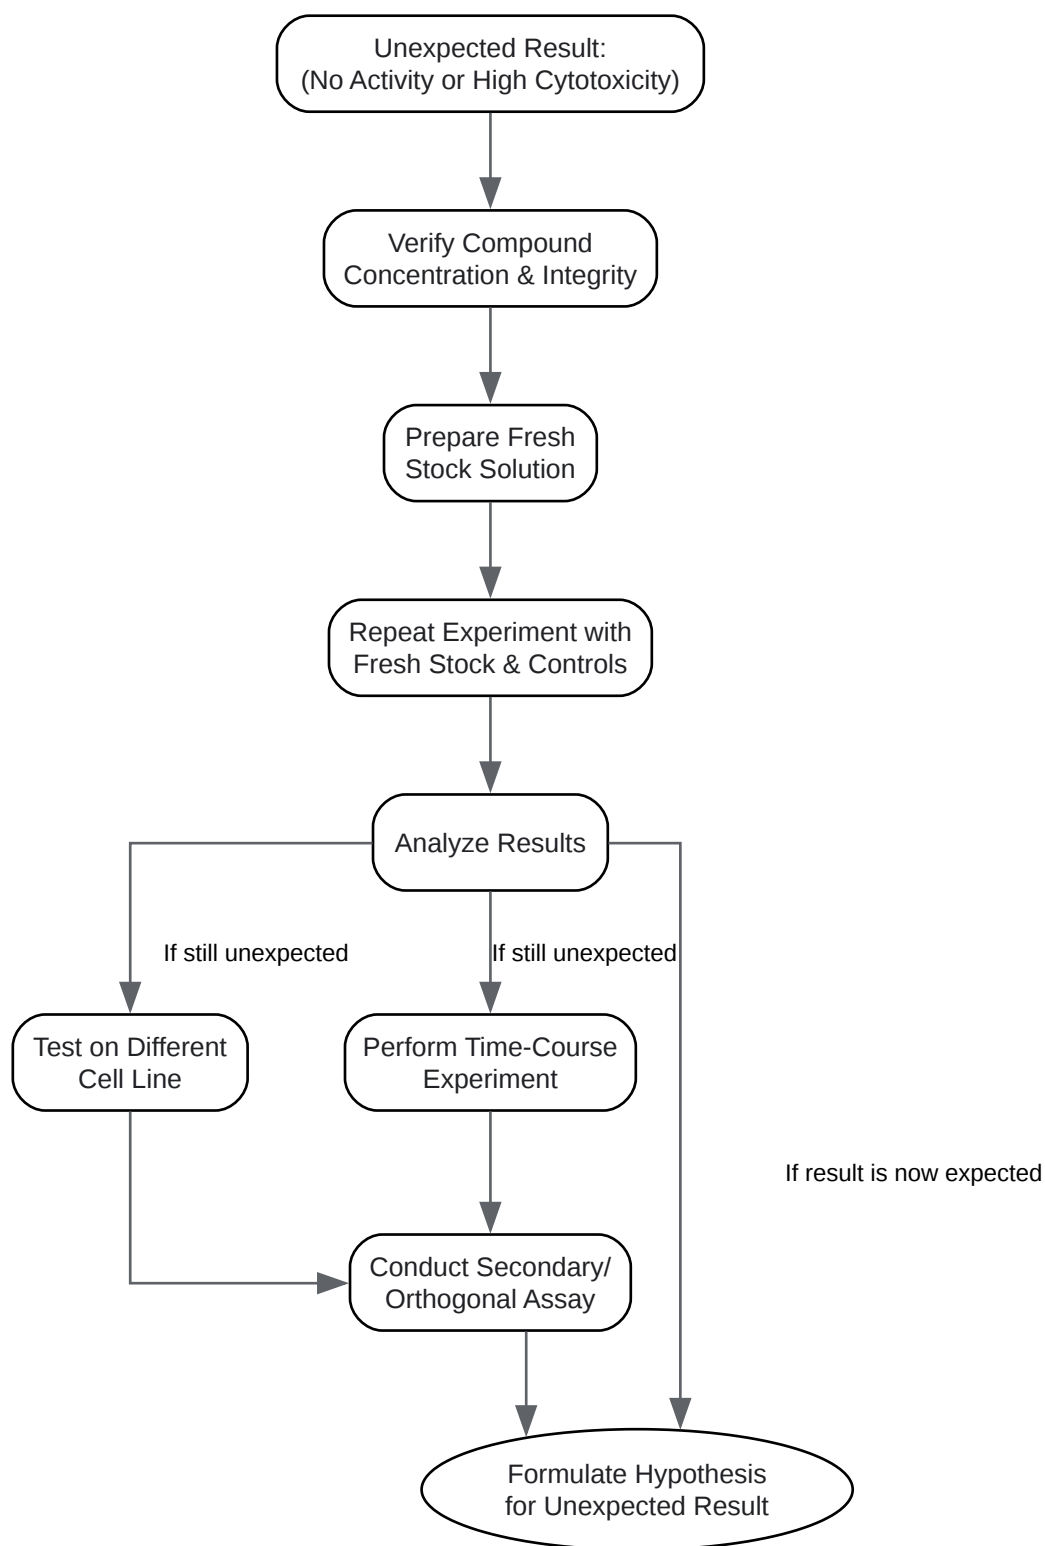 Unexpected Result:
(No Activity or High Cytotoxicity)
Verify Compound
Concentration & Integrity
Prepare Fresh
Stock Solution
Repeat Experiment with
Fresh Stock & Controls
Analyze Results
If still unexpected
If still unexpected
Test on Different
Cell Line
Perform Time-Course
Experiment
If result is now expected
Conduct Secondary/
Orthogonal Assay
Formulate Hypothesis
for Unexpected Result